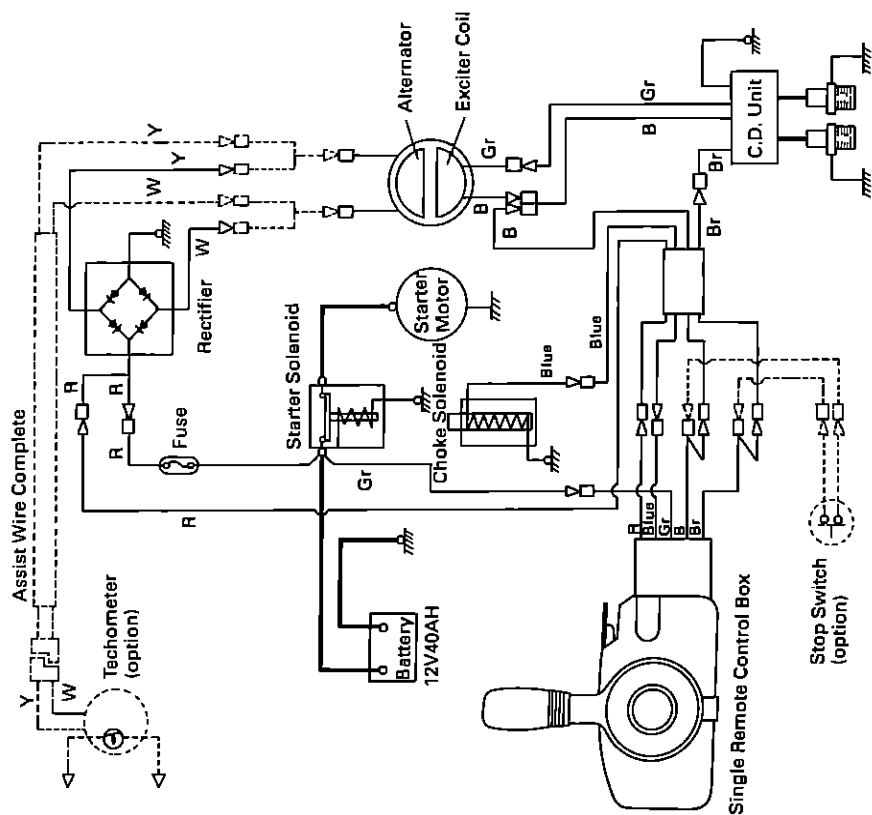 Assist Wire Complete
Techometer
(option)
Y
W
R
R
R
R
Fuse
Rectifier
W
Y
W
Y
Alternator
Exciter Coil
Gr
B
B
Gr
B
C.D. Unit
Br
Br
Starter Solenoid
Starter
Motor
Choke Solenoid
Blue
Blue
Gr
Battery
12V40AH
R
Blue
Gr
B
Br
Single Remote Control Box
Stop Switch
(option)